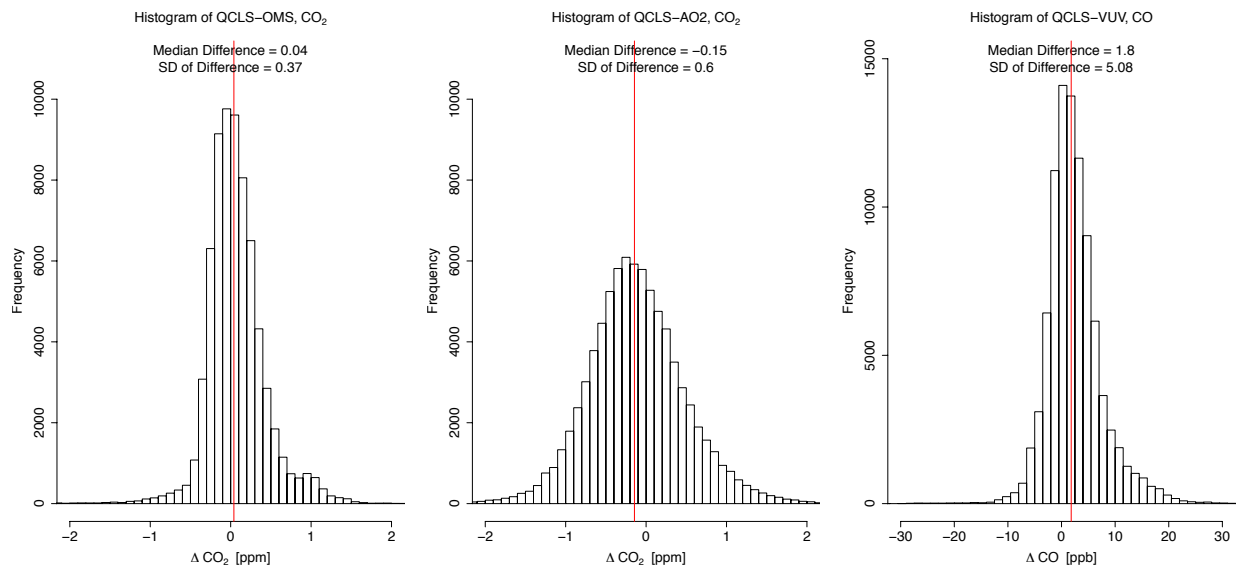 Histogram of QCLS−OMS, CO₂
Median Difference = 0.04
SD of Difference = 0.37
Frequency
0
2000
4000
6000
8000
10000
−2
−1
0
1
2
Δ CO₂ [ppm]
Histogram of QCLS−AO2, CO₂
Median Difference = −0.15
SD of Difference = 0.6
Frequency
0
2000
4000
6000
8000
10000
−2
−1
0
1
2
Δ CO₂ [ppm]
Histogram of QCLS−VUV, CO
Median Difference = 1.8
SD of Difference = 5.08
Frequency
0
5000
10000
15000
−30
−20
−10
0
10
20
30
Δ CO [ppb]